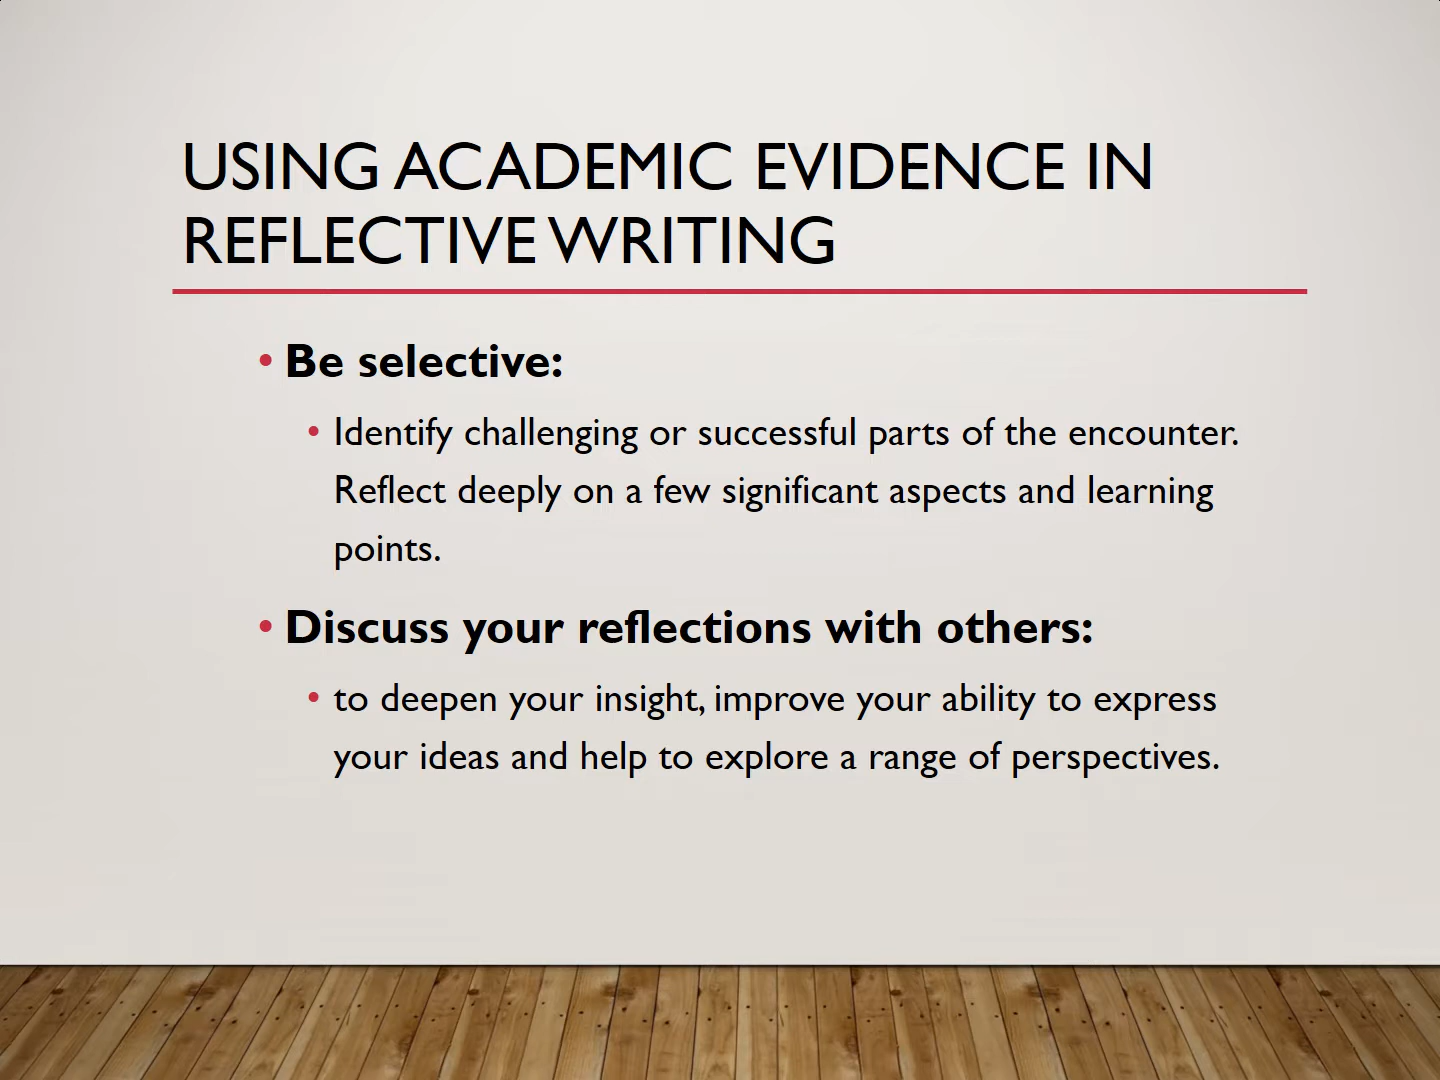 USING ACADEMIC EVIDENCE IN
REFLECTIVE WRITING
• Be selective:
• Identify challenging or successful parts of the encounter.
Reflect deeply on a few significant aspects and learning
points.
• Discuss your reflections with others:
• to deepen your insight, improve your ability to express
your ideas and help to explore a range of perspectives.